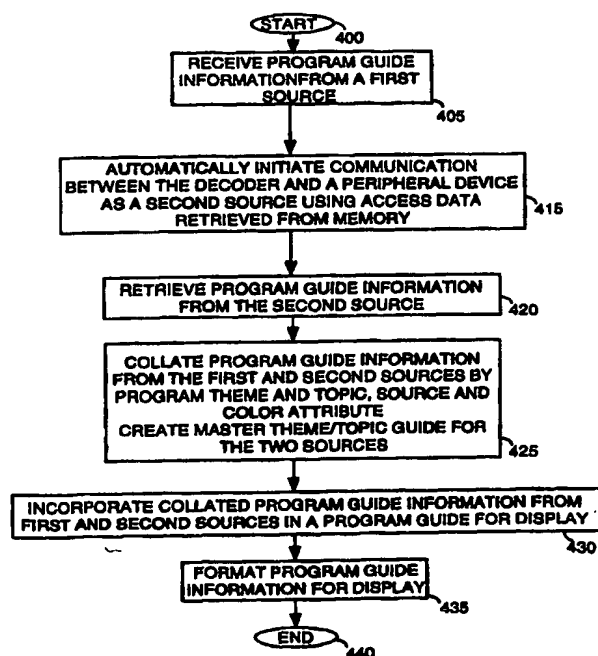 START
400
RECEIVE PROGRAM GUIDE
INFORMATIONFROM A FIRST
SOURCE
405
AUTOMATICALLY INITIATE COMMUNICATION
BETWEEN THE DECODER AND A PERIPHERAL DEVICE
AS A SECOND SOURCE USING ACCESS DATA
RETRIEVED FROM MEMORY
415
RETRIEVE PROGRAM GUIDE INFORMATION
FROM THE SECOND SOURCE
420
COLLATE PROGRAM GUIDE INFORMATION
FROM THE FIRST AND SECOND SOURCES BY
PROGRAM THEME AND TOPIC, SOURCE AND
COLOR ATTRIBUTE
CREATE MASTER THEME/TOPIC GUIDE FOR
THE TWO SOURCES
425
INCORPORATE COLLATED PROGRAM GUIDE INFORMATION FROM
FIRST AND SECOND SOURCES IN A PROGRAM GUIDE FOR DISPLAY
430
FORMAT PROGRAM GUIDE
INFORMATION FOR DISPLAY
435
END
440